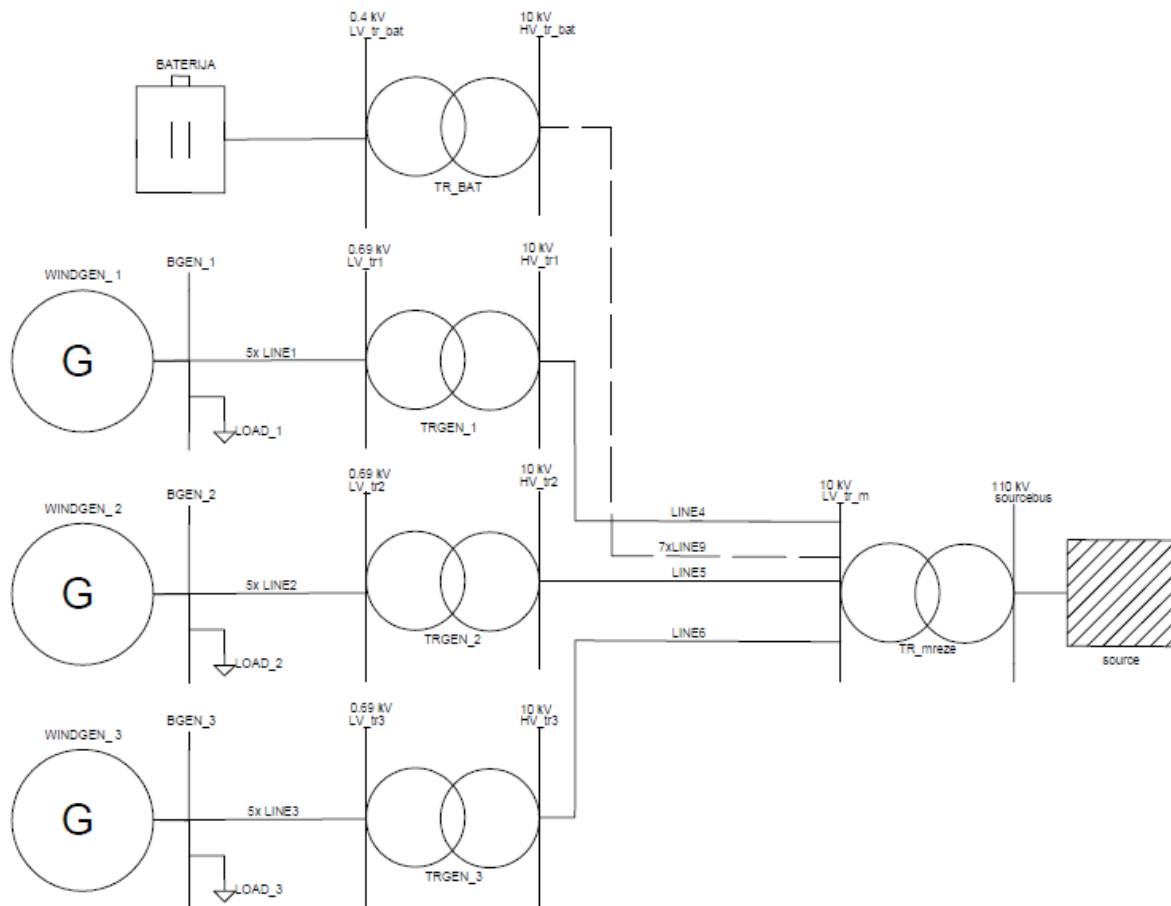 0.4 kV
LV_tr_bat
10 kV
HV_tr_bat
BATERIJA
TR_BAT
0.69 kV
LV_tr1
10 kV
HV_tr1
BGEN_1
WINDGEN_1
G
5x LINE1
TRGEN_1
LOAD_1
0.69 kV
LV_tr2
10 kV
HV_tr2
BGEN_2
WINDGEN_2
G
5x LINE2
TRGEN_2
LOAD_2
0.69 kV
LV_tr3
10 kV
HV_tr3
BGEN_3
WINDGEN_3
G
5x LINE3
TRGEN_3
LOAD_3
LINE4
7xLINE9
LINE5
LINE6
10 kV
LV_tr_m
110 kV
sourcebus
TR_mreze
source